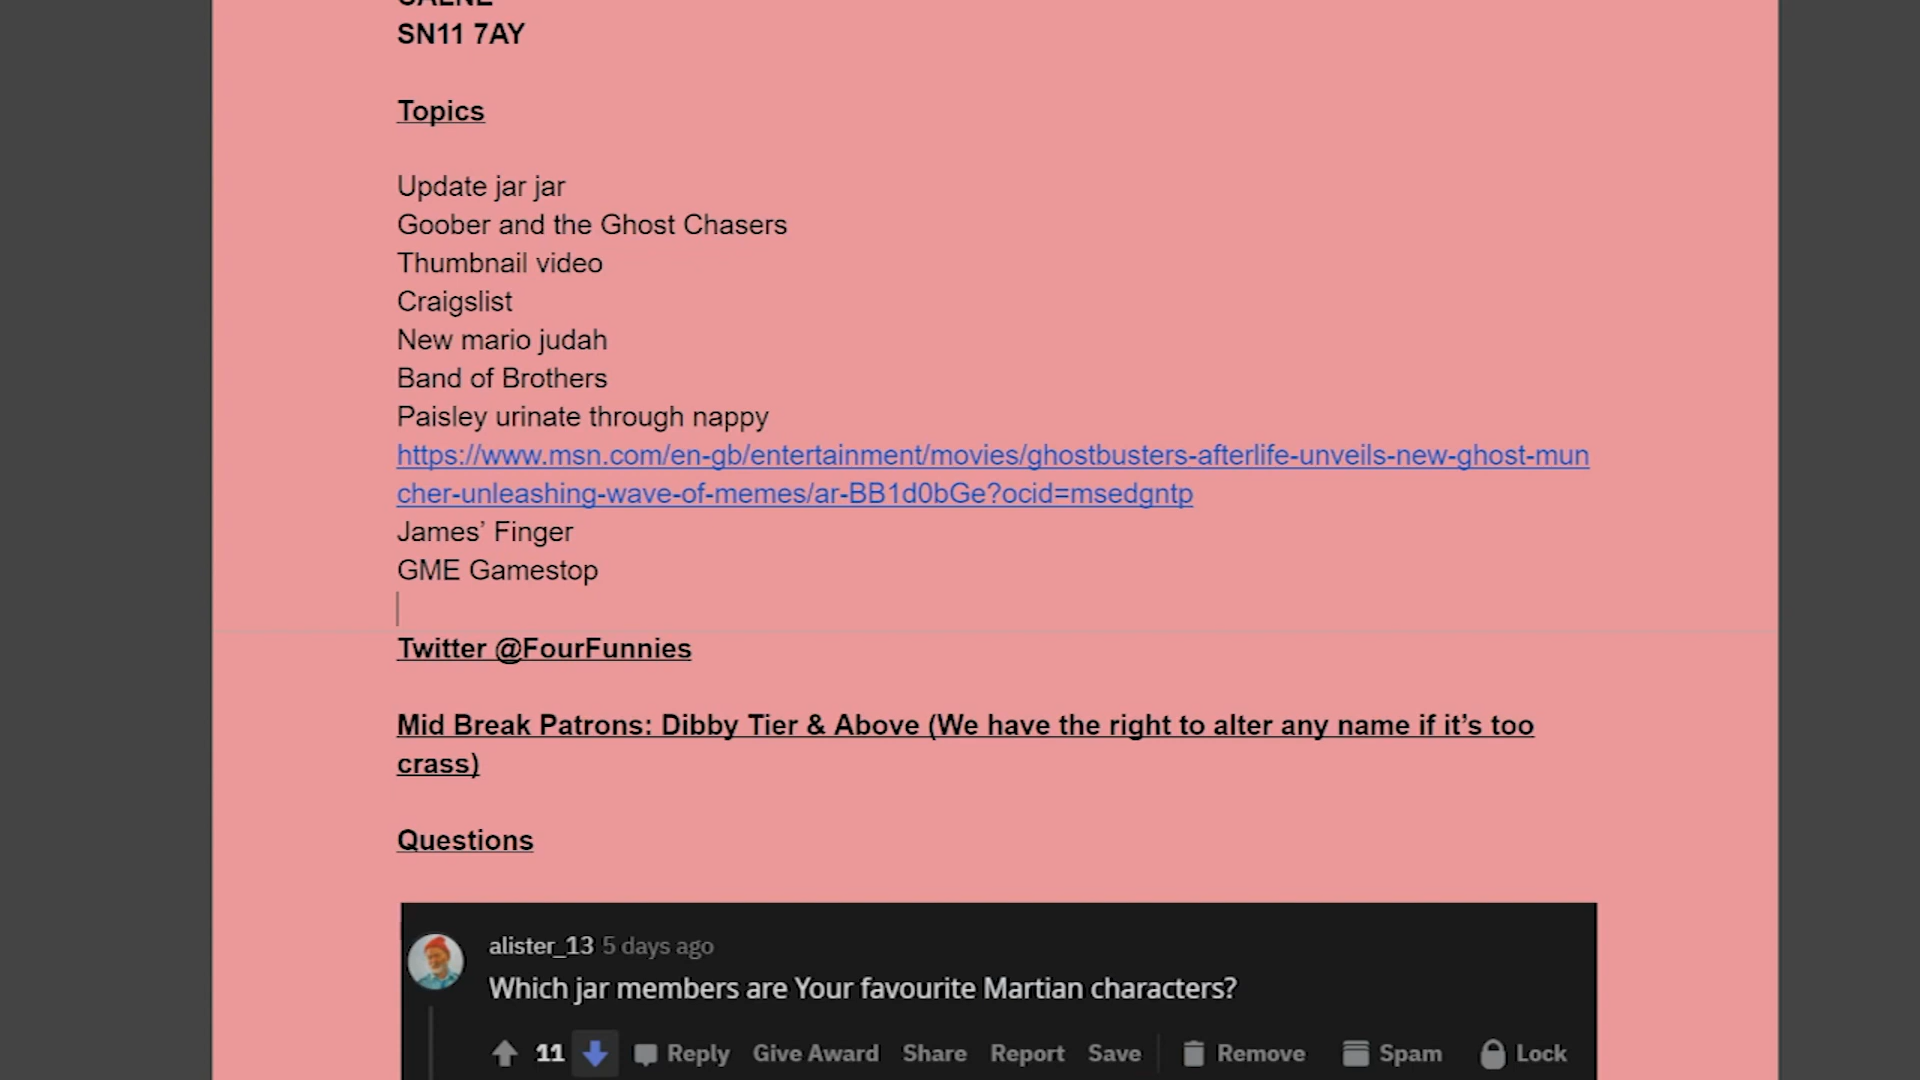 CALNE
SN11 7AY
Topics
Update jar jar
Goober and the Ghost Chasers
Thumbnail video
Craigslist
New mario judah
Band of Brothers
Paisley urinate through nappy
https://www.msn.com/en-gb/entertainment/movies/ghostbusters-afterlife-unveils-new-ghost-mun
cher-unleashing-wave-of-memes/ar-BB1d0bGe?ocid=msedgntp
James’ Finger
GME Gamestop
Twitter @FourFunnies
Mid Break Patrons: Dibby Tier & Above (We have the right to alter any name if it’s too
crass)
Questions
alister_13 5 days ago
Which jar members are Your favourite Martian characters?
11 Reply Give Award Share Report Save Remove Spam Lock